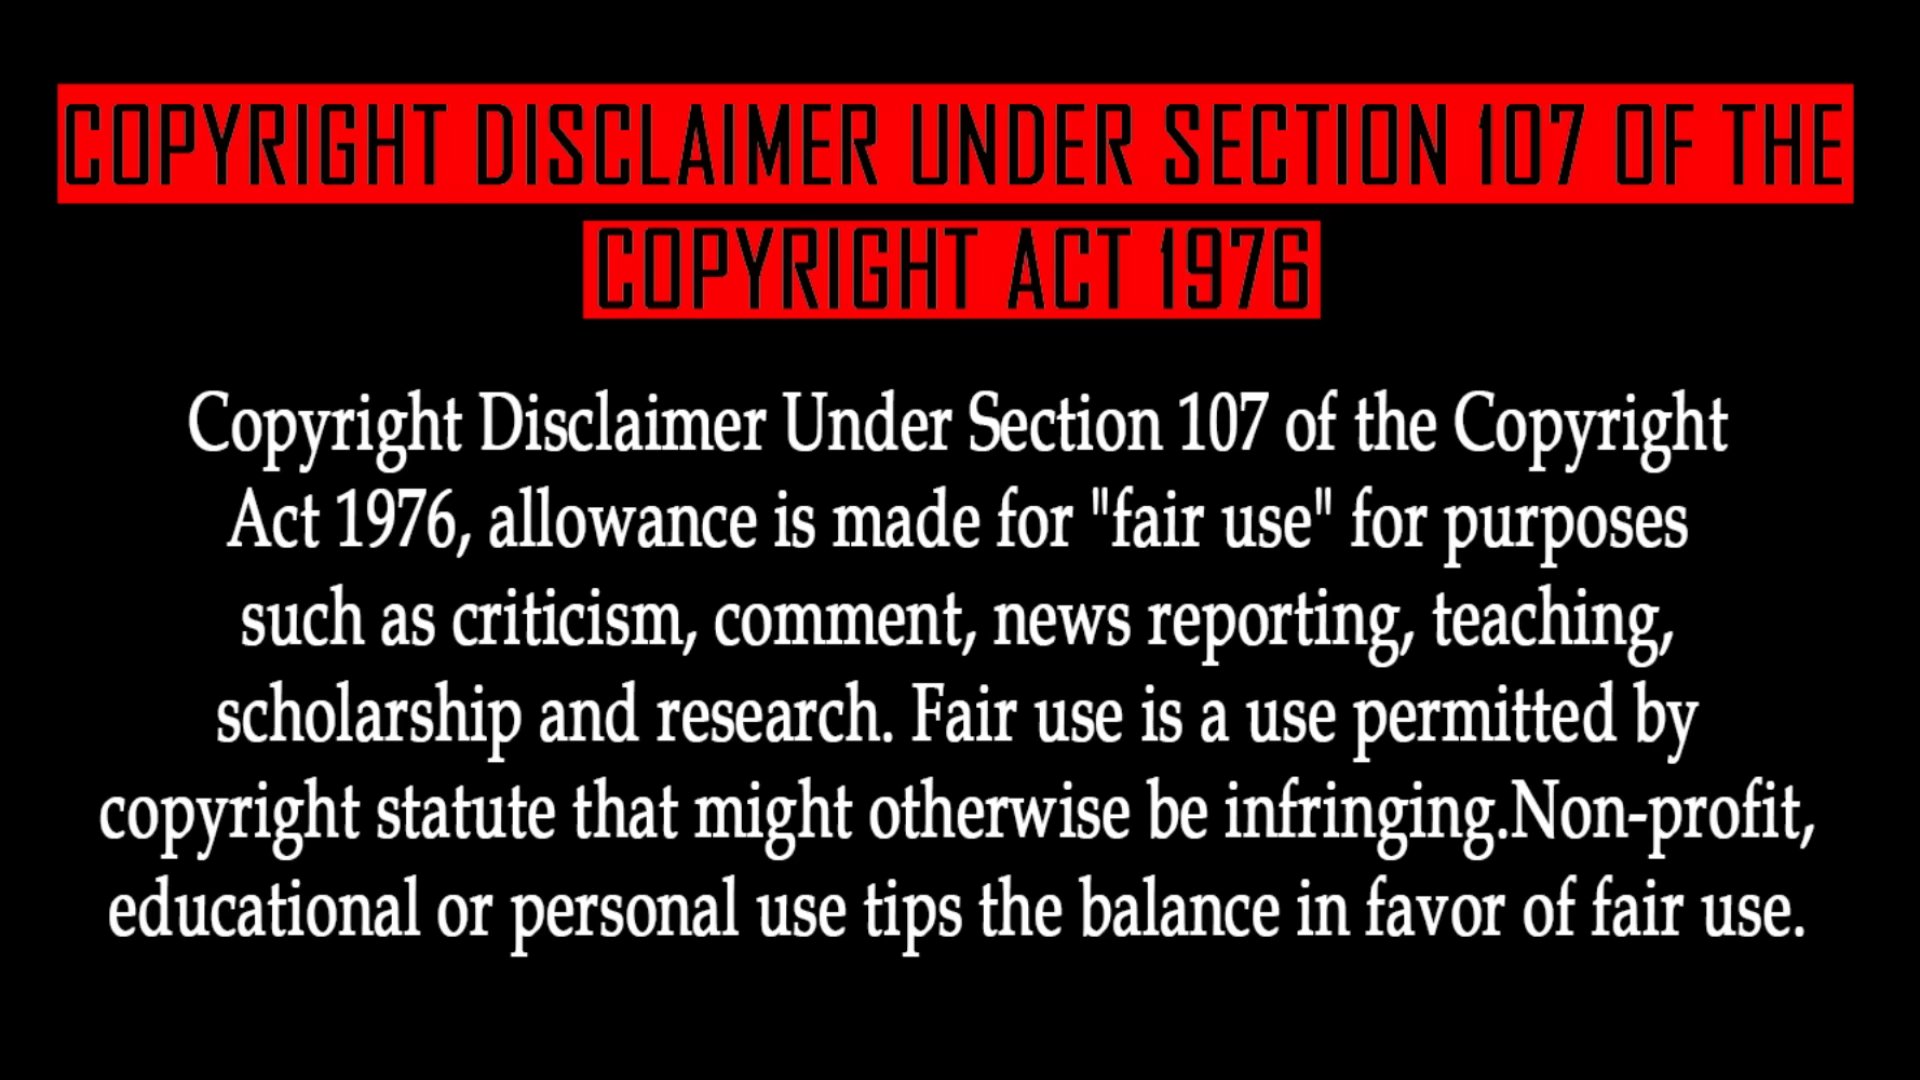 COPYRIGHT DISCLAIMER UNDER SECTION 107 OF THE
COPYRIGHT ACT 1976
Copyright Disclaimer Under Section 107 of the Copyright
Act 1976, allowance is made for "fair use" for purposes
such as criticism, comment, news reporting, teaching,
scholarship and research. Fair use is a use permitted by
copyright statute that might otherwise be infringing.Non-profit,
educational or personal use tips the balance in favor of fair use.